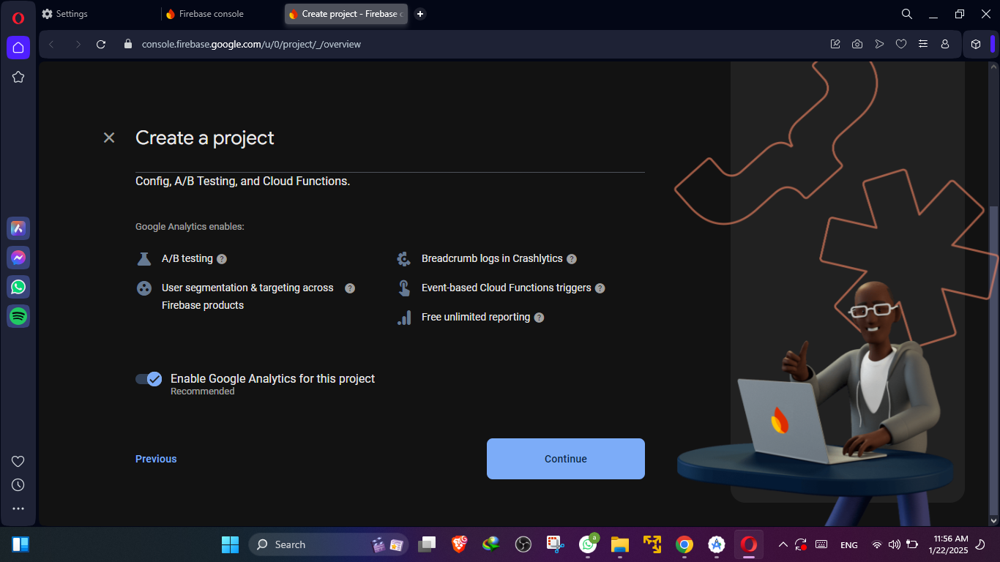 Settings
Firebase console
Create project - Firebase c
console.firebase.google.com/u/0/project/_/overview
Create a project
Config, A/B Testing, and Cloud Functions.
Google Analytics enables:
A/B testing ?
Breadcrumb logs in Crashlytics ?
User segmentation & targeting across ?
Firebase products
Event-based Cloud Functions triggers ?
Free unlimited reporting ?
Enable Google Analytics for this project
Recommended
Previous
Continue
Search
a
ENG
11:56 AM
1/22/2025